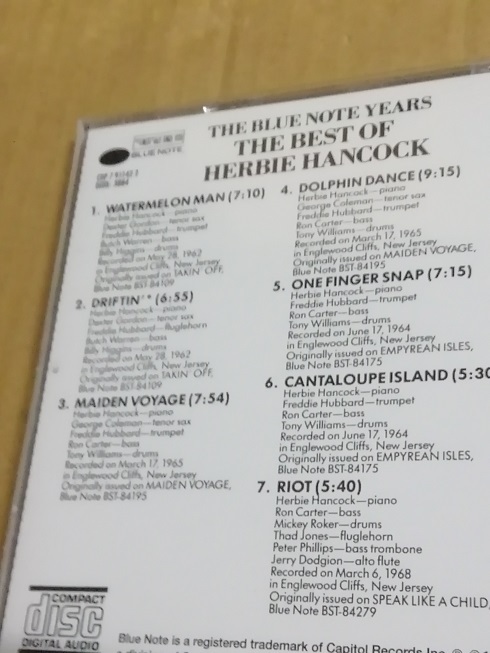 THE BLUE NOTE YEARS
THE BEST OF
HERBIE HANCOCK
BLUE NOTE
1. WATERMELON MAN (7:10)
Herbie Hancock—piano
Dexter Gordon—tenor sax
Freddie Hubbard—trumpet
Butch Warren—bass
Billy Higgins—drums
Recorded on May 28, 1962
in Englewood Cliffs, New Jersey
Originally issued on TAKIN' OFF,
Blue Note BST-84109
2. DRIFTIN'* (6:55)
Herbie Hancock—piano
Dexter Gordon—tenor sax
Freddie Hubbard—fluglehorn
Butch Warren—bass
Billy Higgins—drums
Recorded on May 28, 1962
in Englewood Cliffs, New Jersey
Originally issued on TAKIN' OFF,
Blue Note BST-84109
3. MAIDEN VOYAGE (7:54)
Herbie Hancock—piano
George Coleman—tenor sax
Freddie Hubbard—trumpet
Ron Carter—bass
Tony Williams—drums
Recorded on March 17, 1965
in Englewood Cliffs, New Jersey
Originally issued on MAIDEN VOYAGE,
Blue Note BST-84195
4. DOLPHIN DANCE (9:15)
Herbie Hancock—piano
George Coleman—tenor sax
Freddie Hubbard—trumpet
Ron Carter—bass
Tony Williams—drums
Recorded on March 17, 1965
in Englewood Cliffs, New Jersey
Originally issued on MAIDEN VOYAGE,
Blue Note BST-84195
5. ONE FINGER SNAP (7:15)
Herbie Hancock—piano
Freddie Hubbard—trumpet
Ron Carter—bass
Tony Williams—drums
Recorded on June 17, 1964
in Englewood Cliffs, New Jersey
Originally issued on EMPYREAN ISLES,
Blue Note BST-84175
6. CANTALOUPE ISLAND (5:30
Herbie Hancock—piano
Freddie Hubbard—trumpet
Ron Carter—bass
Tony Williams—drums
Recorded on June 17, 1964
in Englewood Cliffs, New Jersey
Originally issued on EMPYREAN ISLES,
Blue Note BST-84175
7. RIOT (5:40)
Herbie Hancock—piano
Ron Carter—bass
Mickey Roker—drums
Thad Jones—fluglehorn
Peter Phillips—bass trombone
Jerry Dodgion—alto flute
Recorded on March 6, 1968
in Englewood Cliffs, New Jersey
Originally issued on SPEAK LIKE A CHILD,
Blue Note BST-84279
COMPACT
disc
DIGITAL AUDIO
Blue Note is a registered trademark of Capitol Records Inc.